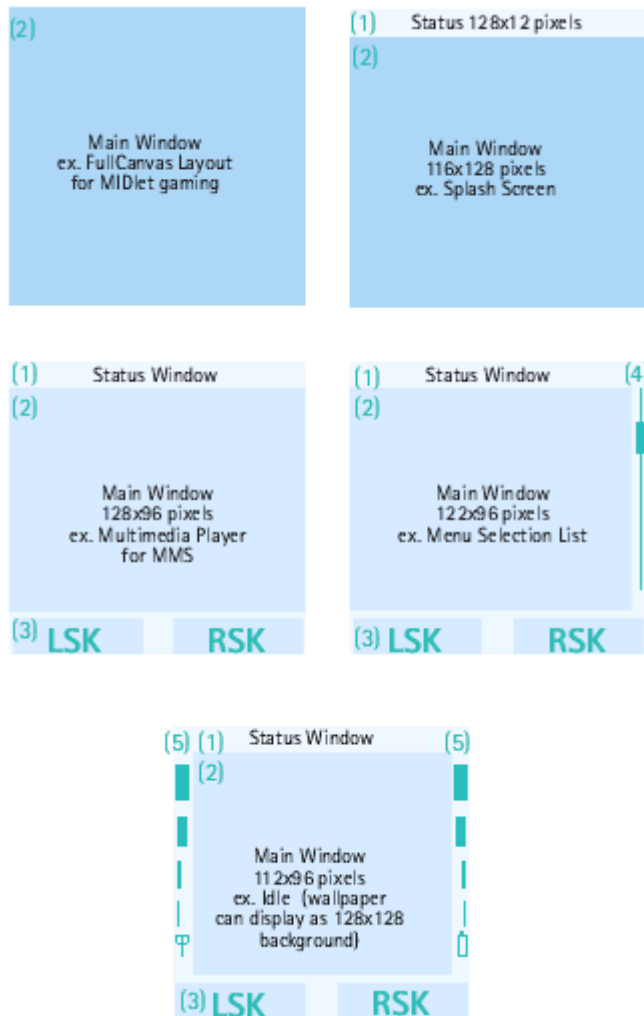 (2)
Main Window
ex. FullCanvas Layout
for MIDlet gaming
(1) Status 128x12 pixels
(2)
Main Window
116x128 pixels
ex. Splash Screen
(1) Status Window
(2)
Main Window
128x96 pixels
ex. Multimedia Player
for MMS
(3) LSK RSK
(1) Status Window (4
(2)
Main Window
122x96 pixels
ex. Menu Selection List
(3) LSK RSK
(5) (1) Status Window (5)
(2)
Main Window
112x96 pixels
ex. Idle (wallpaper
can display as 128x128
background)
(3) LSK RSK